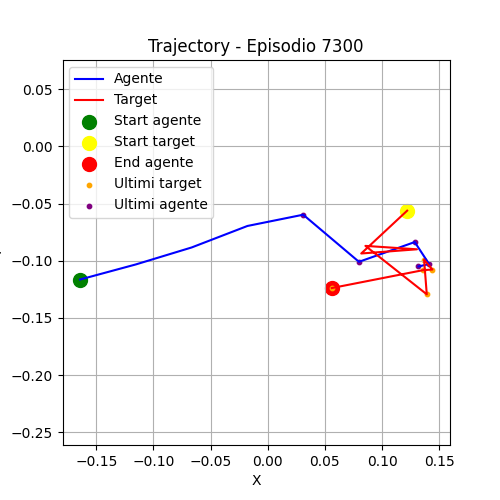 Trajectory - Episodio 7300
Agente
Target
Start agente
Start target
End agente
Ultimi target
Ultimi agente
0.05
0.00
−0.05
−0.10
−0.15
−0.20
−0.25
−0.15
−0.10
−0.05
0.00
0.05
0.10
0.15
X